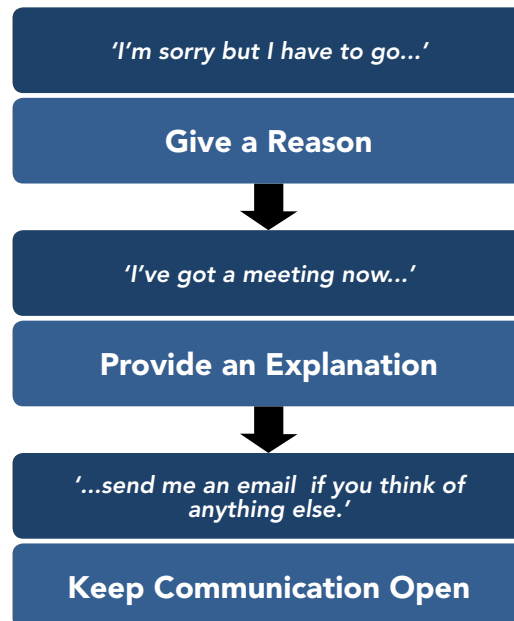 ‘I’m sorry but I have to go...’
Give a Reason
‘I’ve got a meeting now...’
Provide an Explanation
‘...send me an email  if you think of
anything else.’
Keep Communication Open